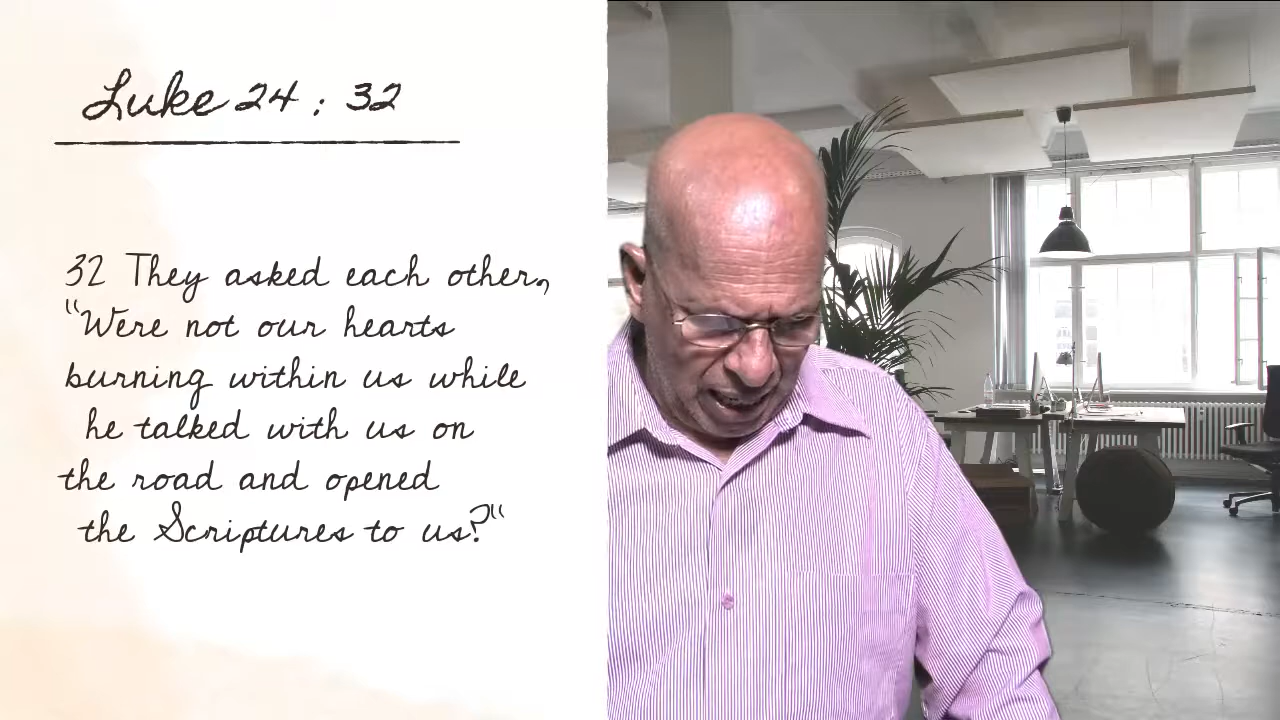 Luke 24 : 32
32 They asked each other,
“Were not our hearts
burning within us while
he talked with us on
the road and opened
the Scriptures to us?“